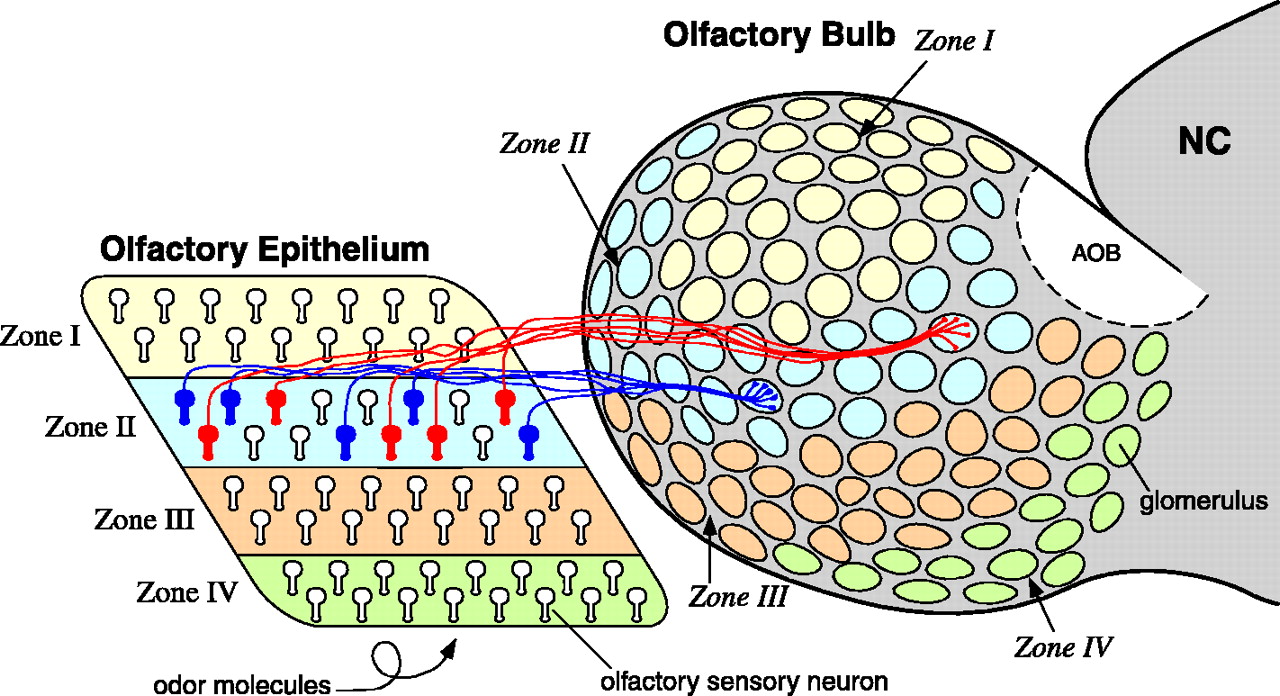 Olfactory Bulb
Zone I
Zone II
NC
Olfactory Epithelium
AOB
Zone I
Zone II
glomerulus
Zone III
Zone IV
Zone III
Zone IV
odor molecules
olfactory sensory neuron